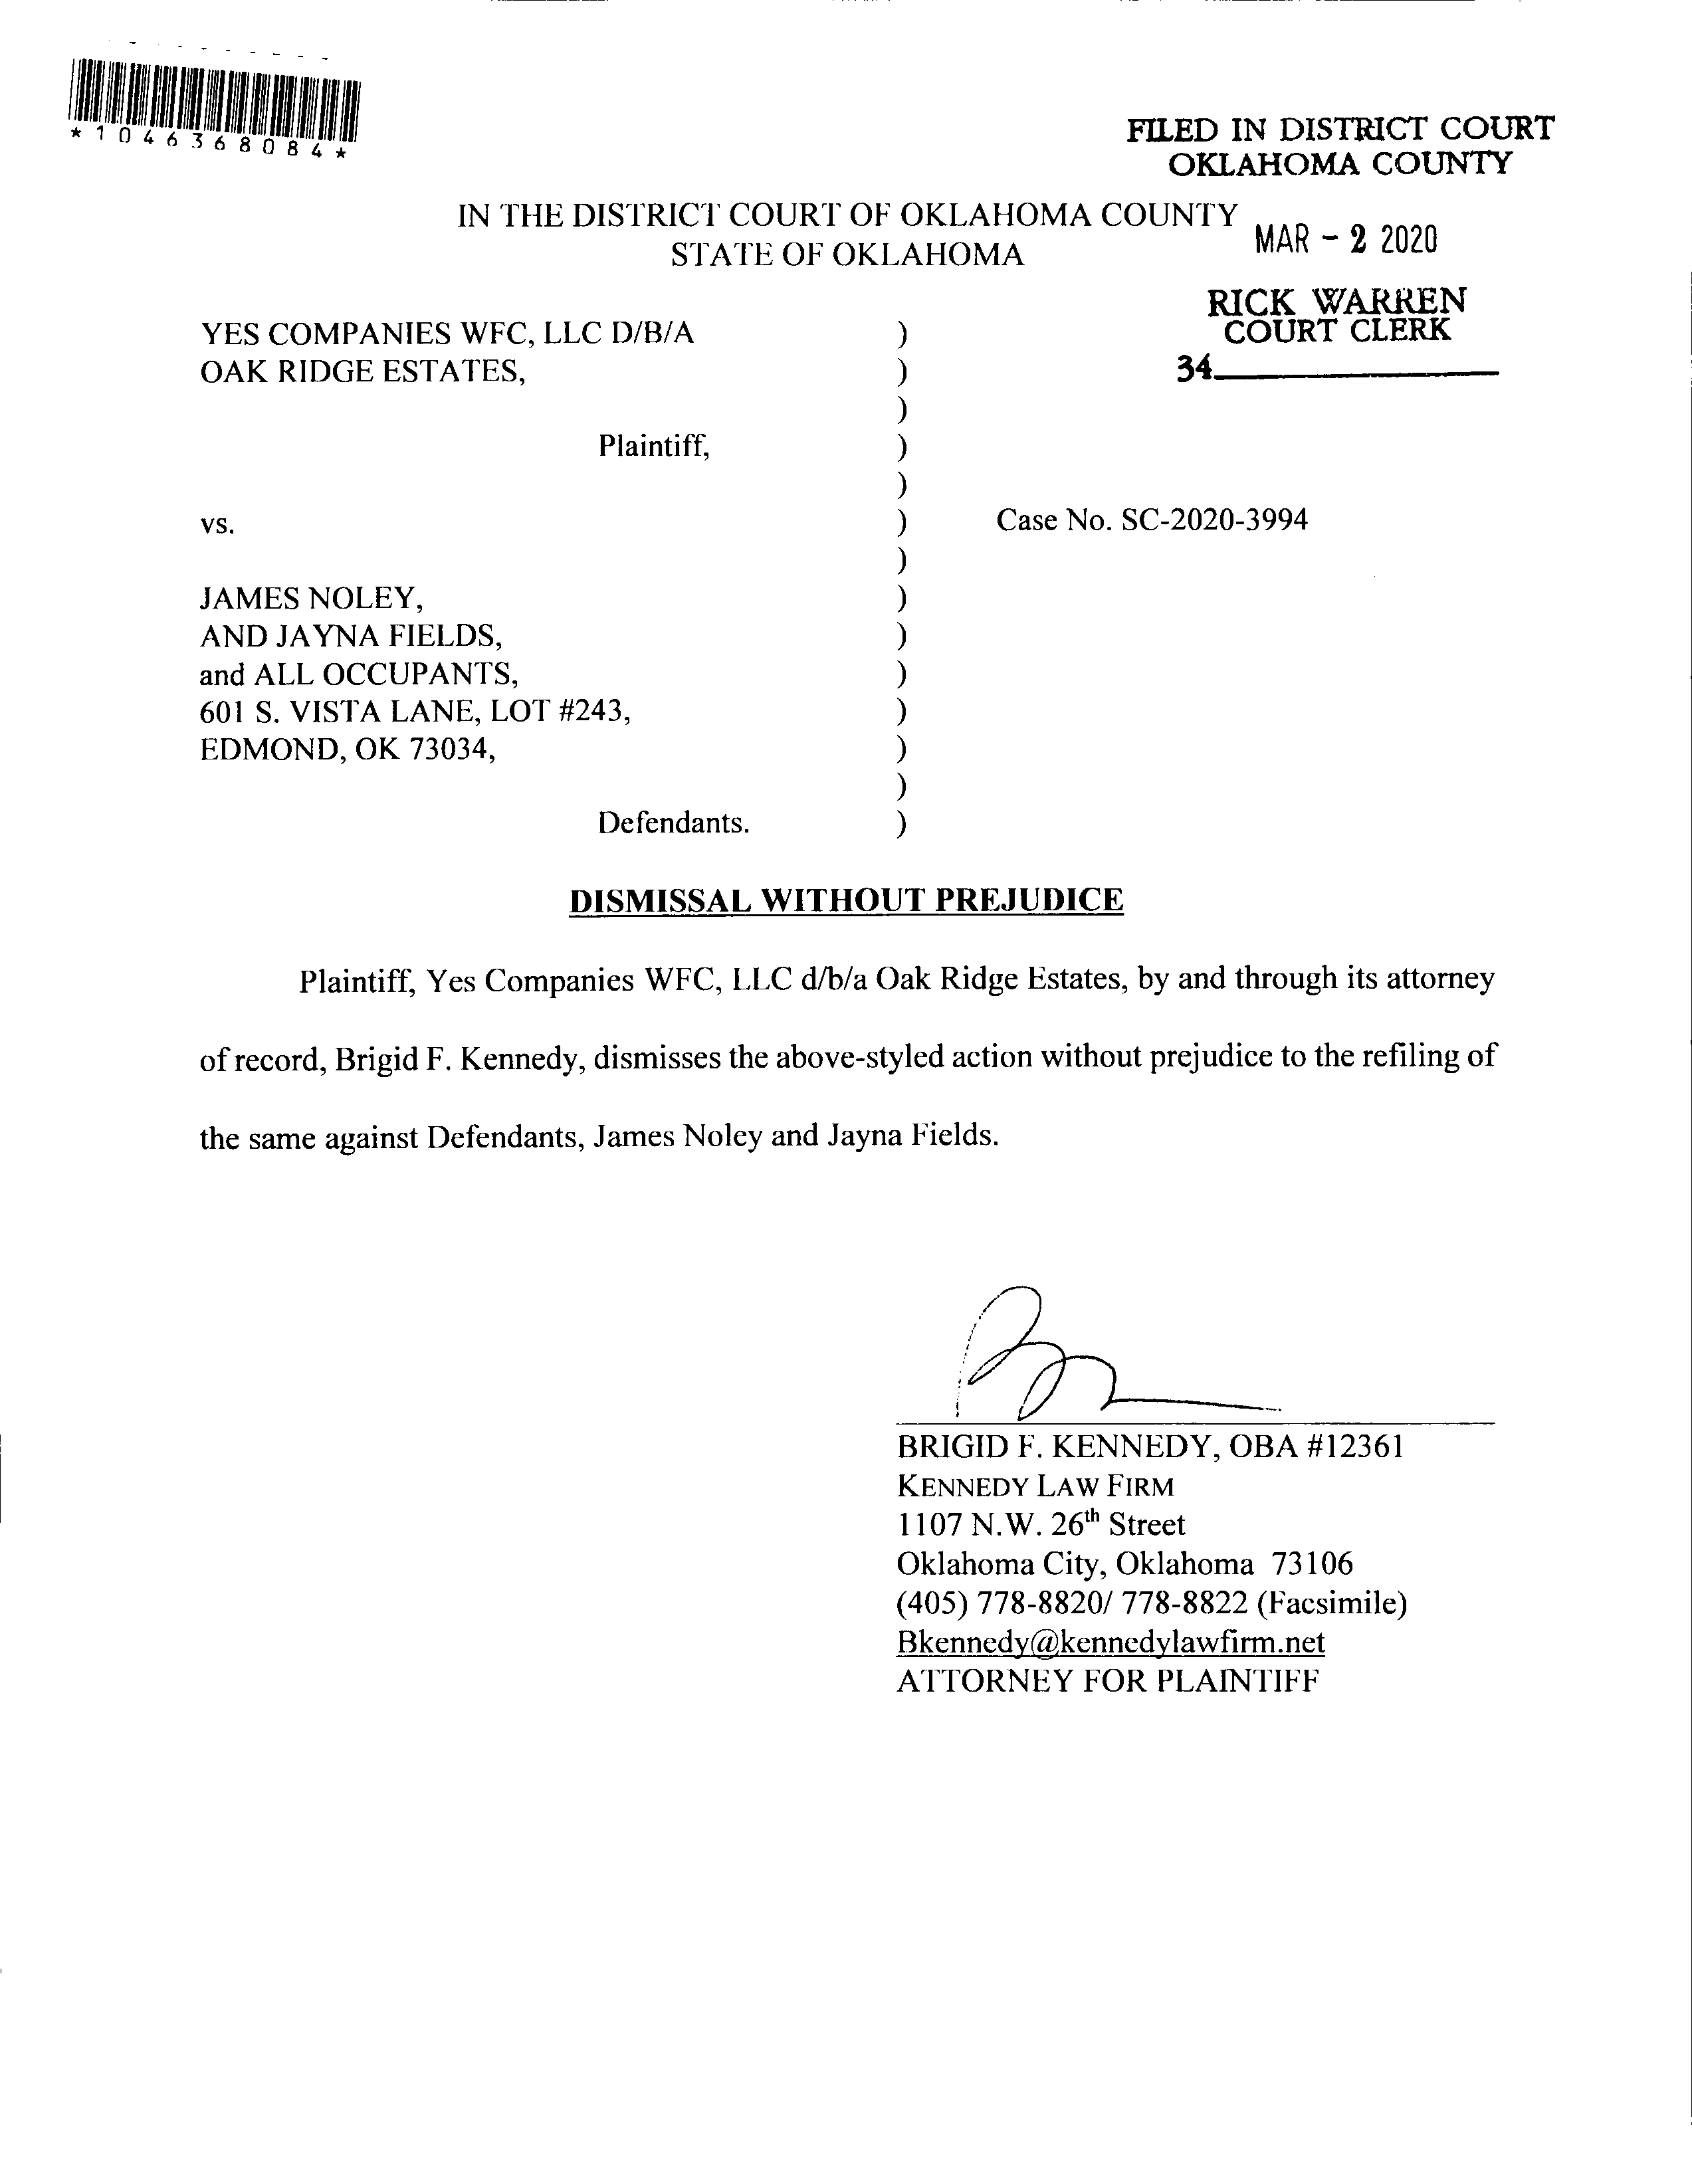 *1046368084*
FILED IN DISTRICT COURT
OKLAHOMA COUNTY
IN THE DISTRICT COURT OF OKLAHOMA COUNTY
STATE OF OKLAHOMA
MAR - 2 2020
RICK WARREN
COURT CLERK
34
YES COMPANIES WFC, LLC D/B/A )
OAK RIDGE ESTATES, )
)
Plaintiff, )
)
vs. ) Case No. SC-2020-3994
)
JAMES NOLEY, )
AND JAYNA FIELDS, )
and ALL OCCUPANTS, )
601 S. VISTA LANE, LOT #243, )
EDMOND, OK 73034, )
)
Defendants. )
DISMISSAL WITHOUT PREJUDICE
Plaintiff, Yes Companies WFC, LLC d/b/a Oak Ridge Estates, by and through its attorney
of record, Brigid F. Kennedy, dismisses the above-styled action without prejudice to the refiling of
the same against Defendants, James Noley and Jayna Fields.
BRIGID F. KENNEDY, OBA #12361
KENNEDY LAW FIRM
1107 N.W. 26th Street
Oklahoma City, Oklahoma 73106
(405) 778-8820/ 778-8822 (Facsimile)
Bkennedy@kennedylawfirm.net
ATTORNEY FOR PLAINTIFF